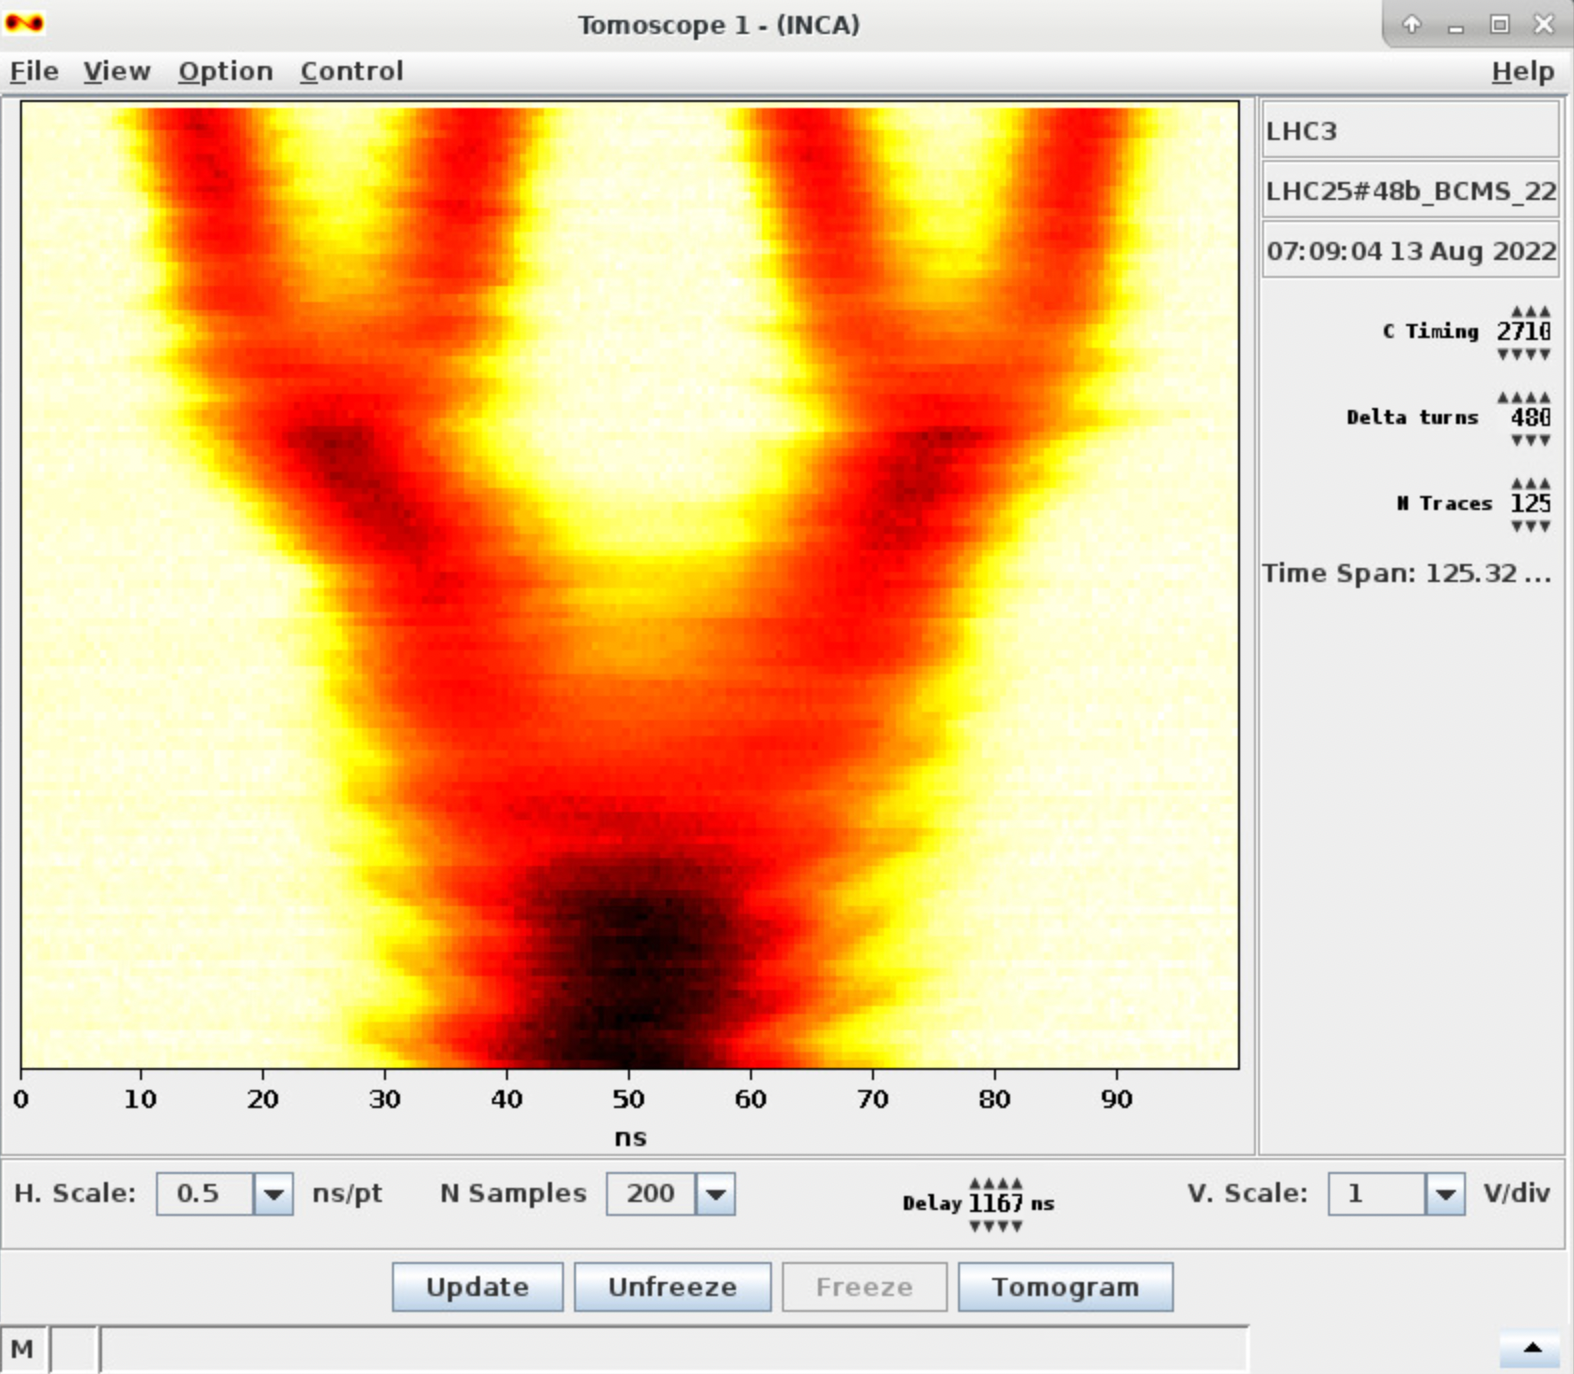 Tomoscope 1 - (INCA)
File View Option Control Help
LHC3
LHC25#48b_BCMS_22
07:09:04 13 Aug 2022
C Timing 2710
Delta turns 480
N Traces 125
Time Span: 125.32 ...
0 10 20 30 40 50 60 70 80 90
ns
H. Scale: 0.5 ns/pt N Samples 200 Delay 1167 ns V. Scale: 1 V/div
Update Unfreeze Freeze Tomogram
M